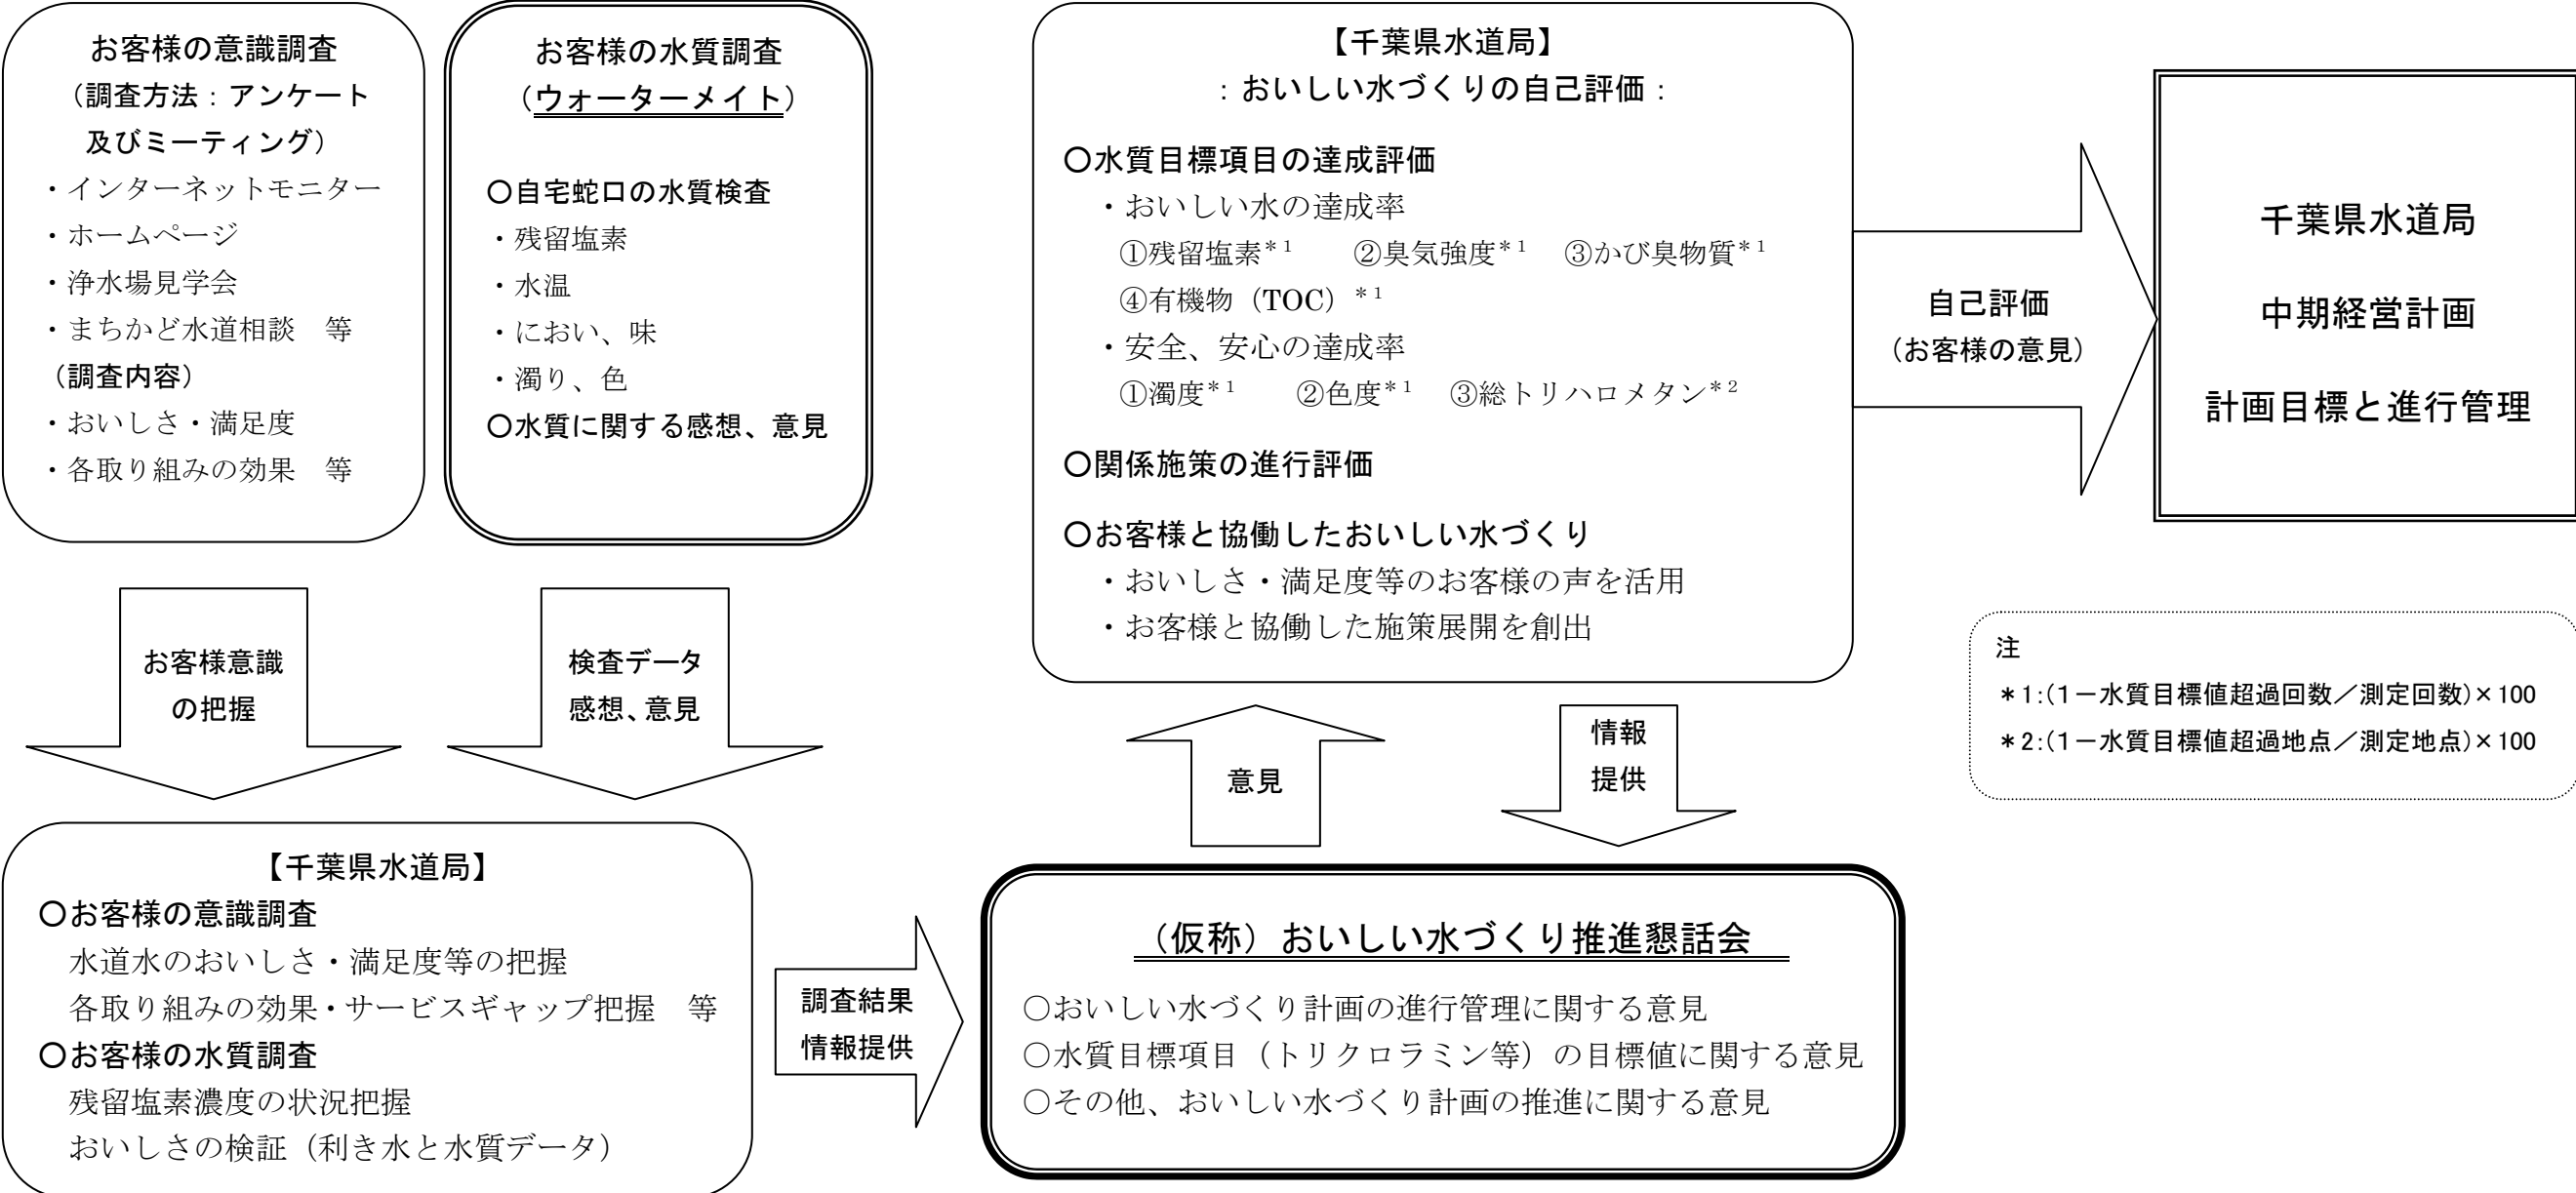 お客様の意識調査
(調査方法:アンケート
及びミーティング)
・インターネットモニター
・ホームページ
・浄水場見学会
・まちかど水道相談　等
(調査内容)
・おいしさ・満足度
・各取り組みの効果　等
お客様の水質調査
(ウォーターメイト)
○自宅蛇口の水質検査
・残留塩素
・水温
・におい、味
・濁り、色
○水質に関する感想、意見
お客様意識
の把握
検査データ
感想、意見
【千葉県水道局】
○お客様の意識調査
水道水のおいしさ・満足度等の把握
各取り組みの効果・サービスギャップ把握　等
○お客様の水質調査
残留塩素濃度の状況把握
おいしさの検証（利き水と水質データ）
調査結果
情報提供
【千葉県水道局】
：おいしい水づくりの自己評価：
○水質目標項目の達成評価
・おいしい水の達成率
①残留塩素＊１　②臭気強度＊１　③かび臭物質＊１
④有機物（TOC）＊１
・安全、安心の達成率
①濁度＊１　②色度＊１　③総トリハロメタン＊２
○関係施策の進行評価
○お客様と協働したおいしい水づくり
・おいしさ・満足度等のお客様の声を活用
・お客様と協働した施策展開を創出
意見
情報
提供
（仮称）おいしい水づくり推進懇話会
○おいしい水づくり計画の進行管理に関する意見
○水質目標項目（トリクロラミン等）の目標値に関する意見
○その他、おいしい水づくり計画の推進に関する意見
自己評価
(お客様の意見)
千葉県水道局
中期経営計画
計画目標と進行管理
注
＊1:(1－水質目標値超過回数／測定回数)×100
＊2:(1－水質目標値超過地点／測定地点)×100